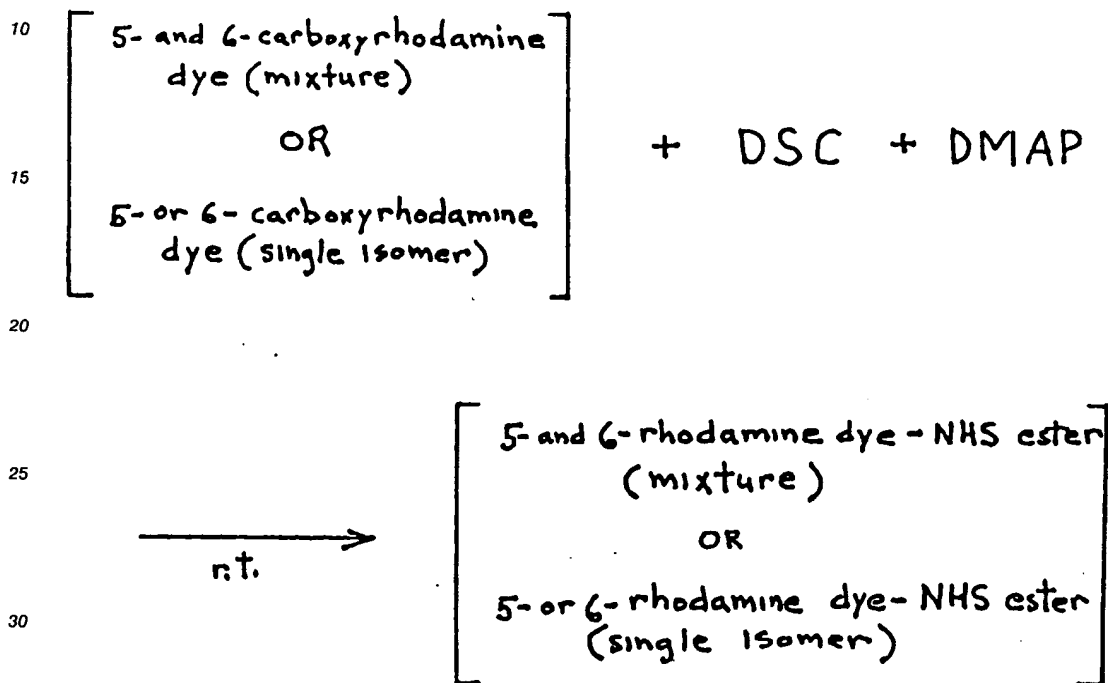 10
5- and 6-carboxyrhodamine
dye (mixture)
OR
15
5- or 6- carboxyrhodamine
dye (single isomer)
+ DSC + DMAP
20
25
5- and 6-rhodamine dye-NHS ester
(mixture)
OR
30
5- or 6-rhodamine dye-NHS ester
(single isomer)
r.t.